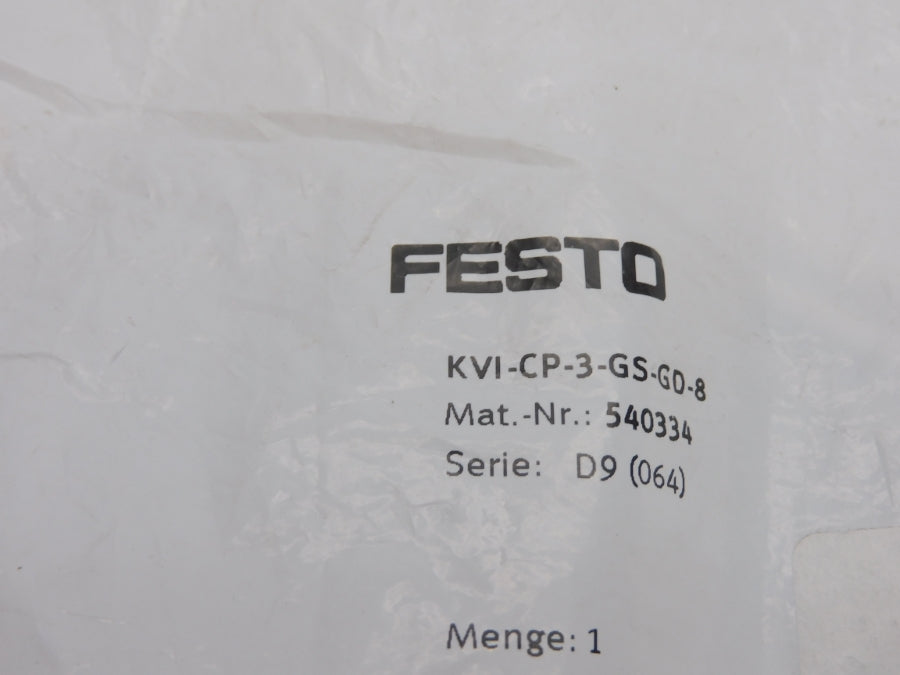 FESTO
KVI-CP-3-GS-GD-8
Mat.-Nr.: 540334
Serie: D9 (064)
Menge: 1